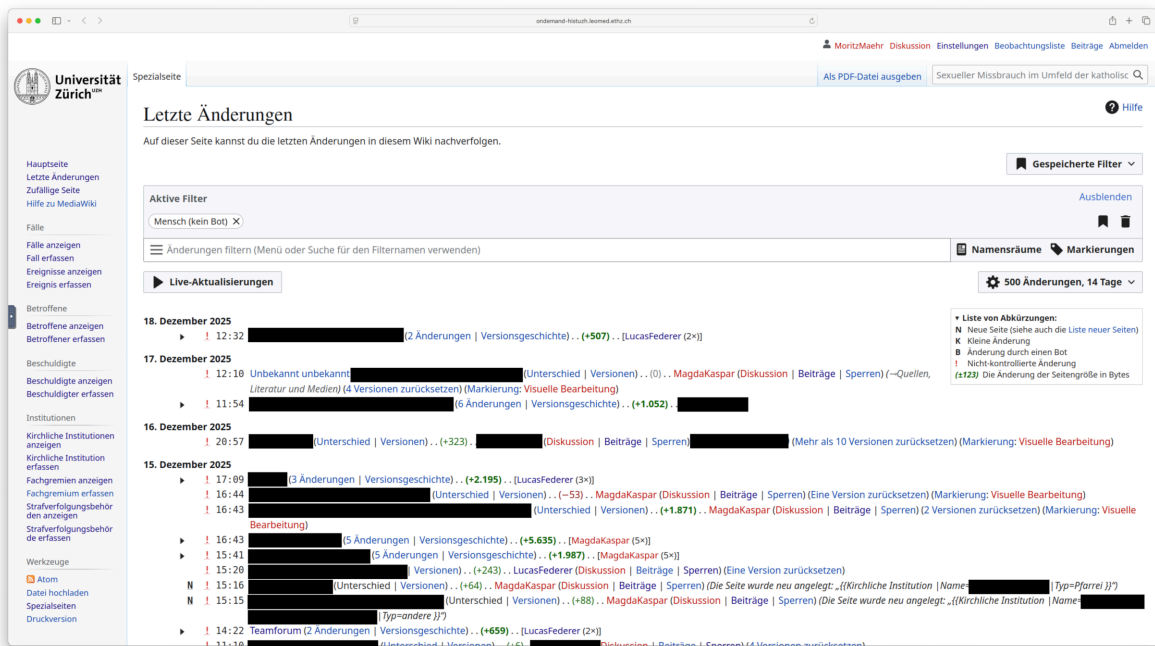 ondemand-histuzh.leomed.ethz.ch
MoritzMaehr Diskussion Einstellungen Beobachtungsliste Beiträge Abmelden
Universität
Zürich UZH
Spezialseite
Als PDF-Datei ausgeben
Sexueller Missbrauch im Umfeld der katholisc
Letzte Änderungen
Hilfe
Auf dieser Seite kannst du die letzten Änderungen in diesem Wiki nachverfolgen.
Gespeicherte Filter
Hauptseite
Letzte Änderungen
Zufällige Seite
Hilfe zu MediaWiki
Fälle
Fälle anzeigen
Fall erfassen
Ereignisse anzeigen
Ereignis erfassen
Betroffene
Betroffene anzeigen
Betroffener erfassen
Beschuldigte
Beschuldigte anzeigen
Beschuldigter erfassen
Institutionen
Kirchliche Institutionen
anzeigen
Kirchliche Institution
erfassen
Fachgremien anzeigen
Fachgremium erfassen
Strafverfolgungsbehör
den anzeigen
Strafverfolgungsbehör
de erfassen
Werkzeuge
Atom
Datei hochladen
Spezialseiten
Druckversion
Aktive Filter
Ausblenden
Mensch (kein Bot)
Änderungen filtern (Menü oder Suche für den Filternamen verwenden)
Namensräume Markierungen
Live-Aktualisierungen
500 Änderungen, 14 Tage
Liste von Abkürzungen:
N Neue Seite (siehe auch die Liste neuer Seiten)
K Kleine Änderung
B Änderung durch einen Bot
! Nicht-kontrollierte Änderung
(±123) Die Änderung der Seitengröße in Bytes
18. Dezember 2025
! 12:32 (2 Änderungen | Versionsgeschichte) . . (+507) . . [LucasFederer (2×)]
17. Dezember 2025
! 12:10 Unbekannt unbekannt (Unterschied | Versionen) . . (0) . . MagdaKaspar (Diskussion | Beiträge | Sperren) (→Quellen,
Literatur und Medien) (4 Versionen zurücksetzen) (Markierung: Visuelle Bearbeitung)
! 11:54 (6 Änderungen | Versionsgeschichte) . . (+1.052) . .
16. Dezember 2025
! 20:57 (Unterschied | Versionen) . . (+323) . . (Diskussion | Beiträge | Sperren) (Mehr als 10 Versionen zurücksetzen) (Markierung: Visuelle Bearbeitung)
15. Dezember 2025
! 17:09 (3 Änderungen | Versionsgeschichte) . . (+2.195) . . [LucasFederer (3×)]
! 16:44 (Unterschied | Versionen) . . (−53) . . MagdaKaspar (Diskussion | Beiträge | Sperren) (Eine Version zurücksetzen) (Markierung: Visuelle Bearbeitung)
! 16:43 (Unterschied | Versionen) . . (+1.871) . . MagdaKaspar (Diskussion | Beiträge | Sperren) (2 Versionen zurücksetzen) (Markierung: Visuelle
Bearbeitung)
! 16:43 (5 Änderungen | Versionsgeschichte) . . (+5.635) . . [MagdaKaspar (5×)]
! 15:41 (5 Änderungen | Versionsgeschichte) . . (+1.987) . . [MagdaKaspar (5×)]
! 15:20 | Versionen) . . (+243) . . LucasFederer (Diskussion | Beiträge | Sperren) (Eine Version zurücksetzen)
N ! 15:16 (Unterschied | Versionen) . . (+64) . . MagdaKaspar (Diskussion | Beiträge | Sperren) (Die Seite wurde neu angelegt: „{{Kirchliche Institution |Name= |Typ=Pfarrei }}“)
N ! 15:15 (Unterschied | Versionen) . . (+88) . . MagdaKaspar (Diskussion | Beiträge | Sperren) (Die Seite wurde neu angelegt: „{{Kirchliche Institution |Name=
|Typ=andere }}“)
! 14:22 Teamforum (2 Änderungen | Versionsgeschichte) . . (+659) . . [LucasFederer (2×)]
! 11:10 (Unterschied | Versionen) . . (+6) . . Diskussion | Beiträge | Sperren) (4 Versionen zurücksetzen)